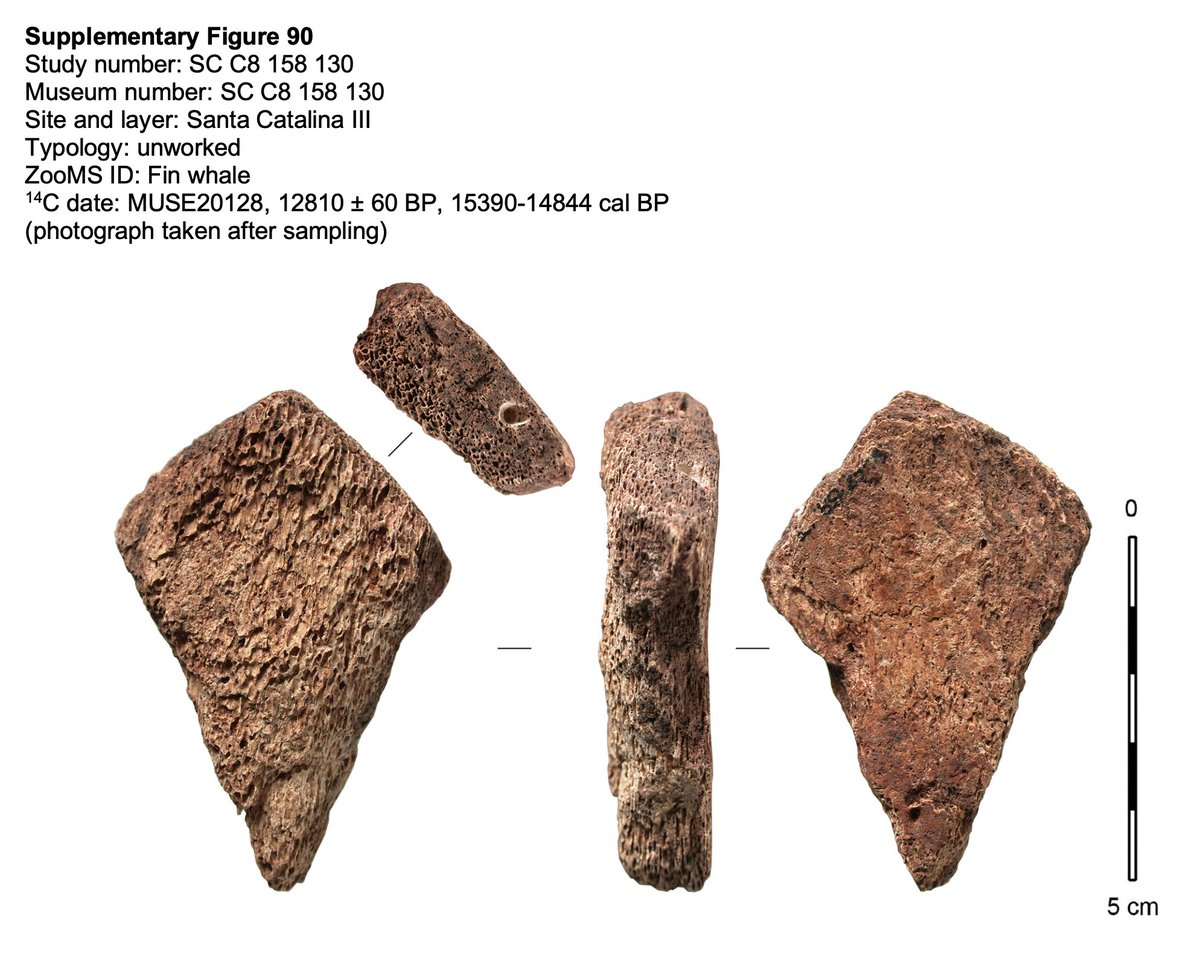 Supplementary Figure 90
Study number: SC C8 158 130
Museum number: SC C8 158 130
Site and layer: Santa Catalina III
Typology: unworked
ZooMS ID: Fin whale
¹⁴C date: MUSE20128, 12810 ± 60 BP, 15390-14844 cal BP
(photograph taken after sampling)
0
5 cm